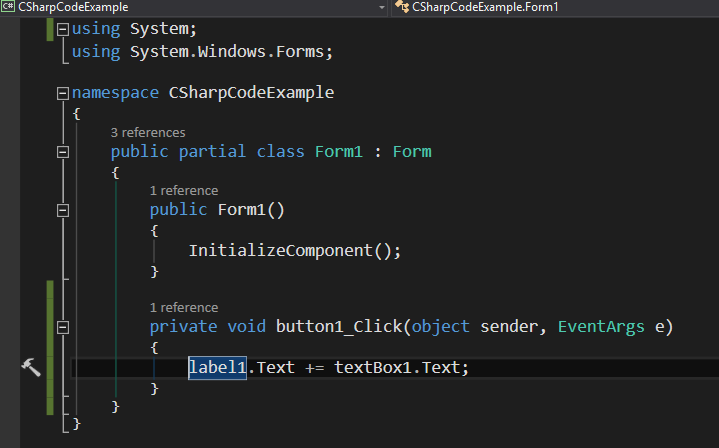 C# CSharpCodeExample
CSharpCodeExample.Form1
using System;
using System.Windows.Forms;
namespace CSharpCodeExample
{
3 references
public partial class Form1 : Form
{
1 reference
public Form1()
{
InitializeComponent();
}
1 reference
private void button1_Click(object sender, EventArgs e)
{
label1.Text += textBox1.Text;
}
}
}